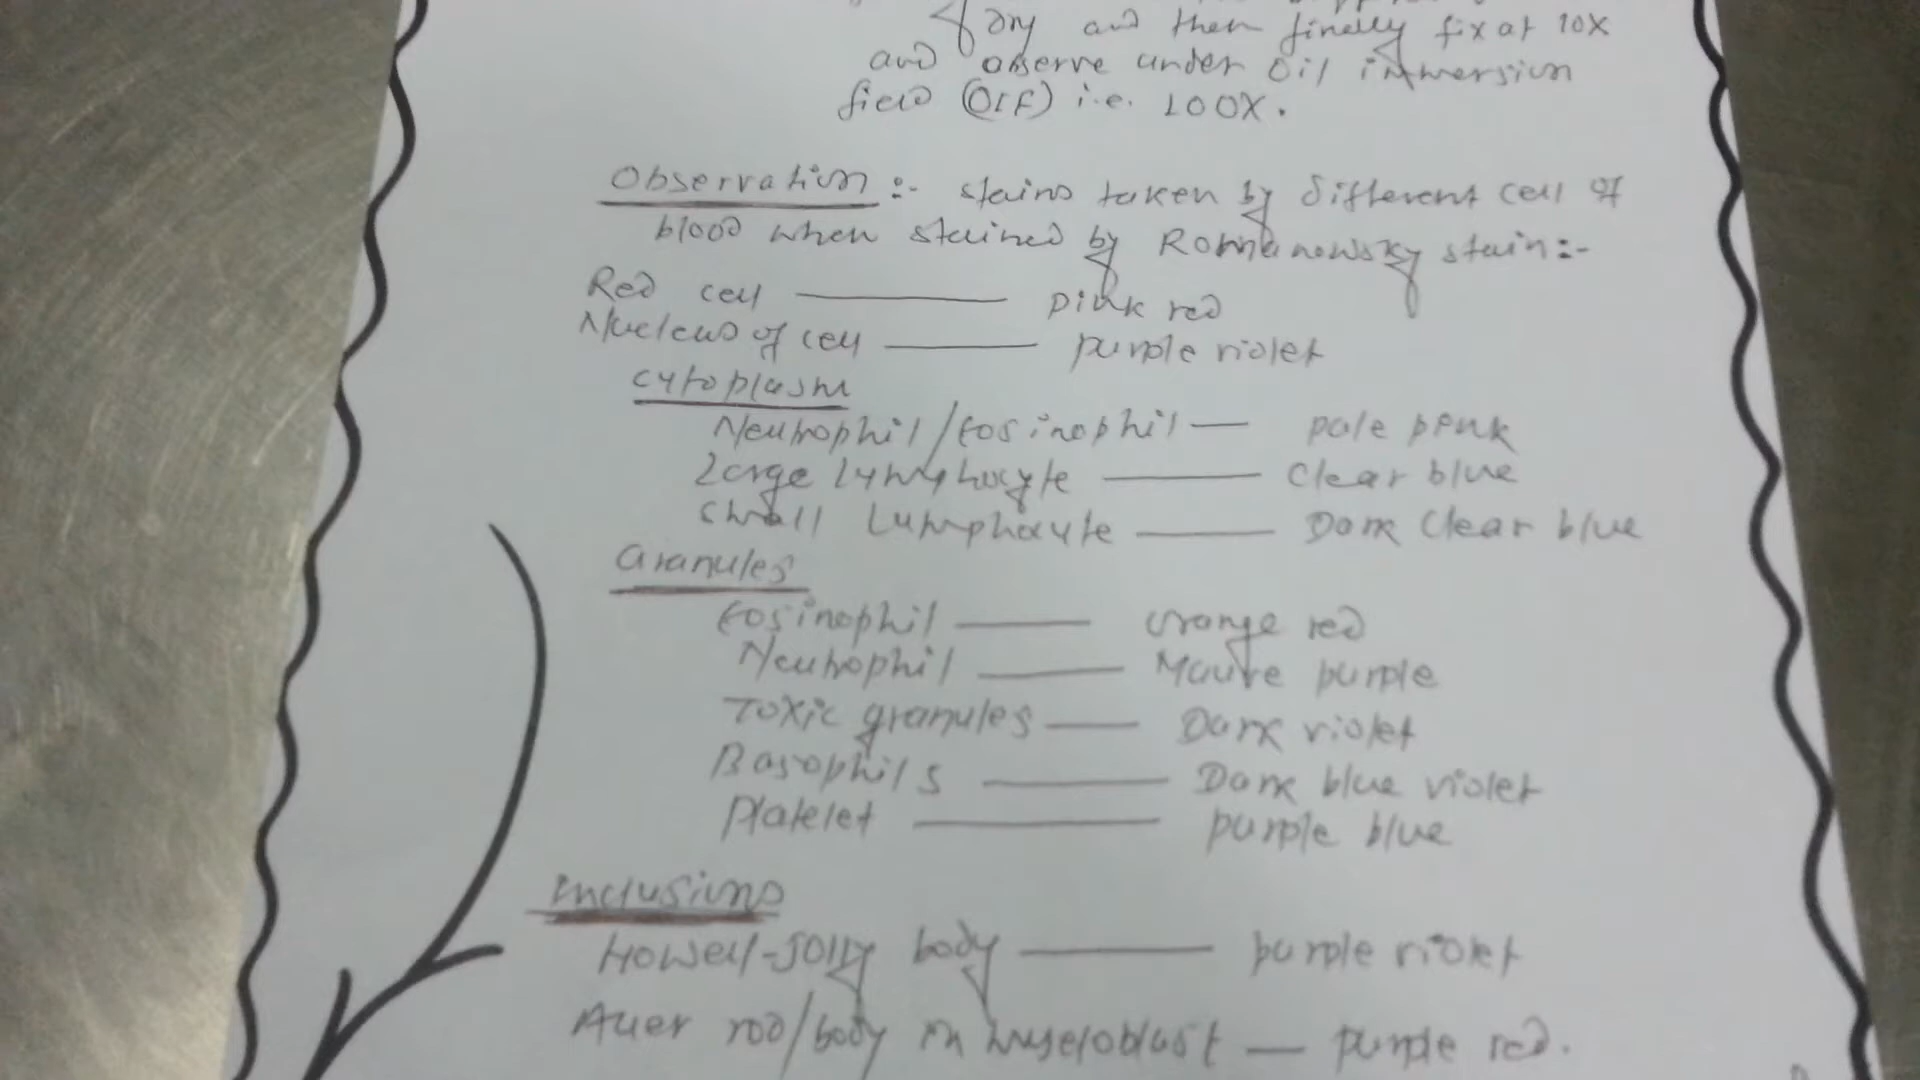 dry and then finelly fix at 10X
and observe under oil immersion
field (OIF) i.e. 100X.
Observation :- stains taken by different cell of
blood when stained by Romanowsky stain:-
Red cell — pink red
Nucleus of cell — purple violet
cytoplasm
Neutrophil/Eosinophil — pale pink
Large Lymphocyte — clear blue
small Lumphocyte — Dark clear blue
Granules
Eosinophil — orange red
Neutrophil — Mauve purple
Toxic granules — Dark violet
Basophils — Dark blue violet
Platelet — purple blue
Inclusions
Howell-Jolly body — purple violet
Auer rod/body in myeloblast — purple red.